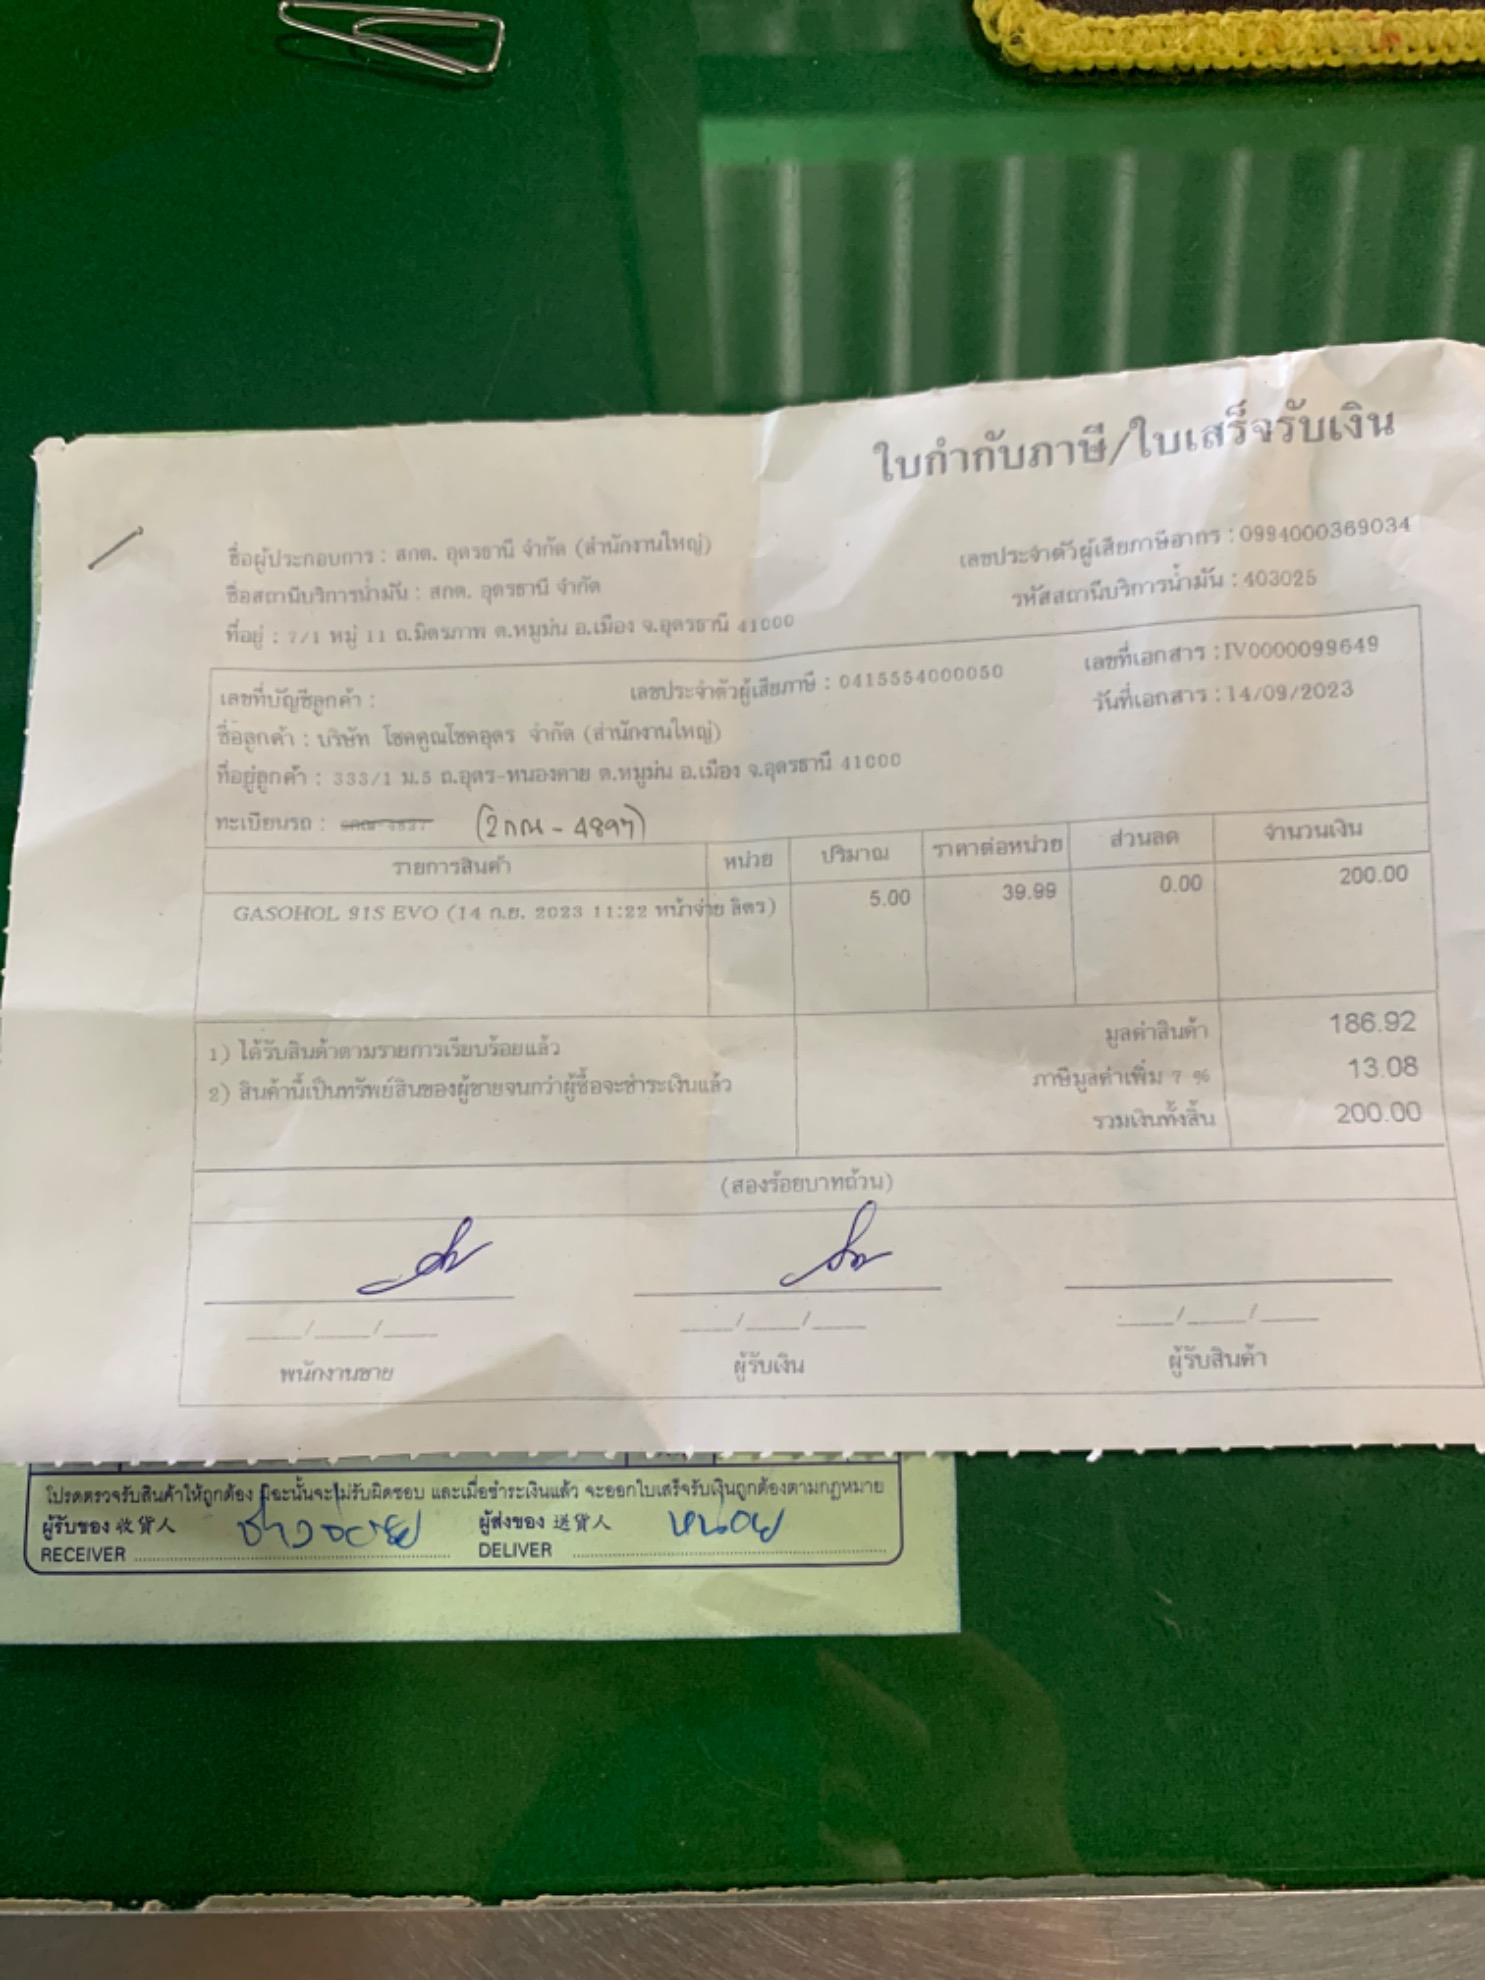 ใบกำกับภาษี/ใบเสร็จรับเงิน
ชื่อผู้ประกอบการ : สกต. อุดรธานี จำกัด (สำนักงานใหญ่) เลขประจำตัวผู้เสียภาษีอากร : 0994000369034
ชื่อสถานีบริการน้ำมัน : สกต. อุดรธานี จำกัด รหัสสถานีบริการน้ำมัน : 403025
ที่อยู่ : 7/1 หมู่ 11 ถ.มิตรภาพ ต.หมูม่น อ.เมือง จ.อุดรธานี 41000
เลขที่บัญชีลูกค้า : เลขประจำตัวผู้เสียภาษี : 0415554000050 เลขที่เอกสาร : IV0000099649
ชื่อลูกค้า : บริษัท โชคคูณโชคอุดร จำกัด (สำนักงานใหญ่) วันที่เอกสาร : 14/09/2023
ที่อยู่ลูกค้า : 333/1 ม.5 ถ.อุดร-หนองคาย ต.หมูม่น อ.เมือง จ.อุดรธานี 41000
ทะเบียนรถ : (2กณ - 4897)
รายการสินค้า หน่วย ปริมาณ ราคาต่อหน่วย ส่วนลด จำนวนเงิน
GASOHOL 91S EVO (14 ก.ย. 2023 11:22 หน้าจ่าย ลิตร) 5.00 39.99 0.00 200.00
1) ได้รับสินค้าตามรายการเรียบร้อยแล้ว มูลค่าสินค้า 186.92
2) สินค้านี้เป็นทรัพย์สินของผู้ขายจนกว่าผู้ซื้อจะชำระเงินแล้ว ภาษีมูลค่าเพิ่ม 7 % 13.08
รวมเงินทั้งสิ้น 200.00
(สองร้อยบาทถ้วน)
พนักงานขาย ผู้รับเงิน ผู้รับสินค้า
โปรดตรวจรับสินค้าให้ถูกต้อง มิฉะนั้นจะไม่รับผิดชอบ และเมื่อชำระเงินแล้ว จะออกใบเสร็จรับเงินถูกต้องตามกฎหมาย
ผู้รับของ 收貨人 ผู้ส่งของ 送貨人 หน่อย
RECEIVER DELIVER